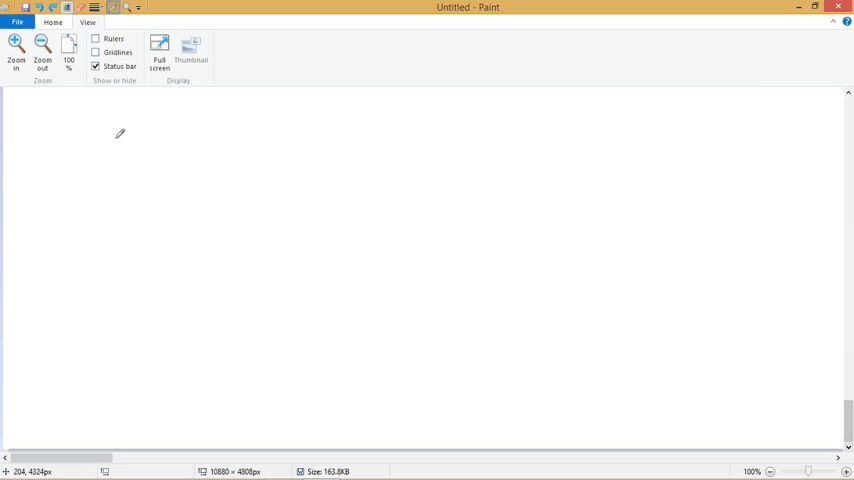 Untitled - Paint
File Home View
Zoom in
Zoom out
100 %
Rulers
Gridlines
Status bar
Full screen
Thumbnail
Zoom
Show or hide
Display
204, 4324px
10880 × 4808px
Size: 163.8KB
100%